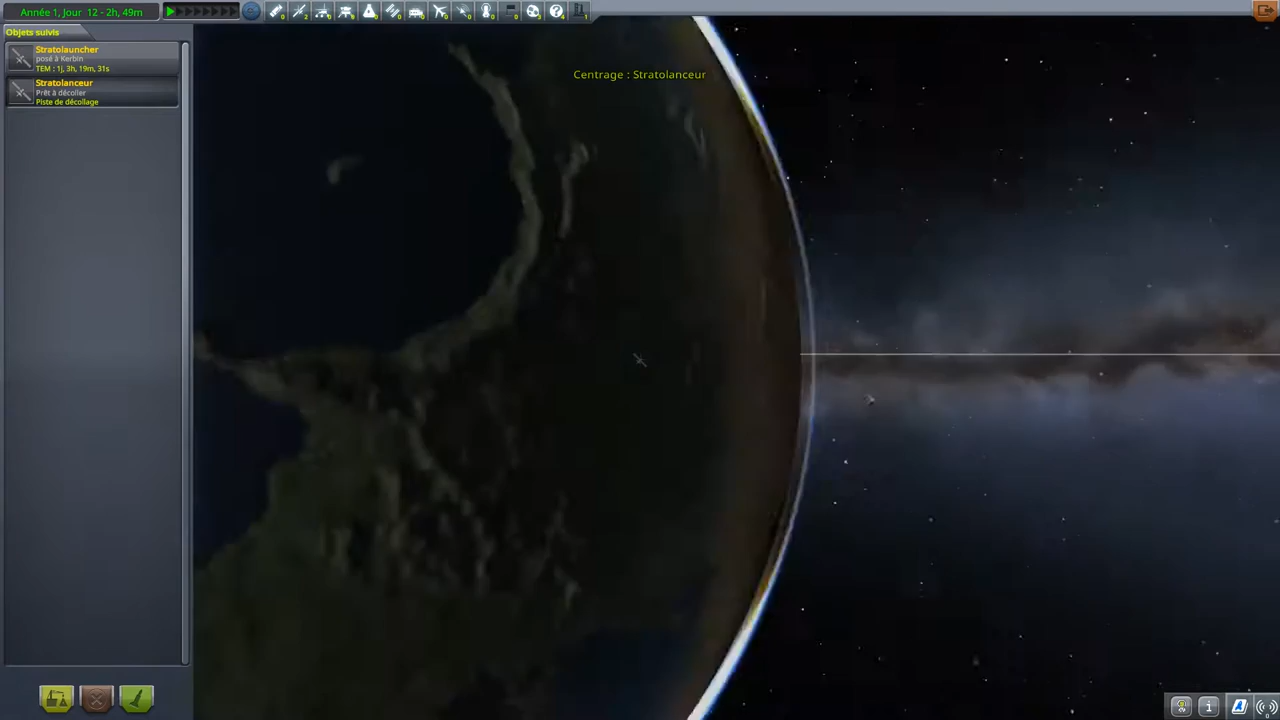 Année 1, Jour 12 - 2h, 49m
Objets suivis
Stratolauncher
posé à Kerbin
TEM : 1j, 3h, 19m, 31s
Stratolanceur
Prêt à décoller
Piste de décollage
Centrage : Stratolanceur